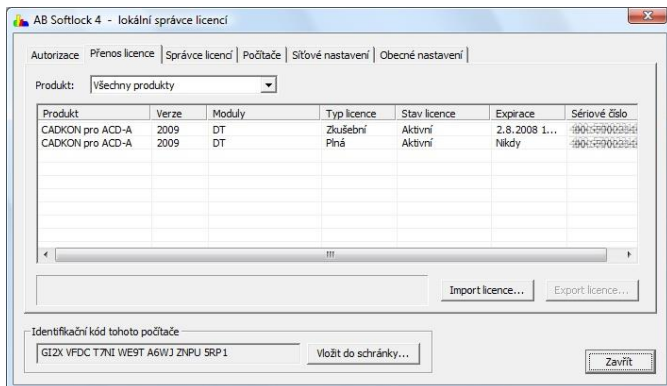 AB Softlock 4 - lokální správce licencí
Autorizace Přenos licence Správce licencí Počítače Síťové nastavení Obecné nastavení
Produkt: Všechny produkty
Produkt Verze Moduly Typ licence Stav licence Expirace Sériové číslo
CADKON pro ACD-A 2009 DT Zkušební Aktivní 2.8.2008 1...
CADKON pro ACD-A 2009 DT Plná Aktivní Nikdy
Import licence... Export licence...
Identifikační kód tohoto počítače
GI2X VFDC T7NI WE9T A6WJ ZNPU 5RP1 Vložit do schránky...
Zavřít